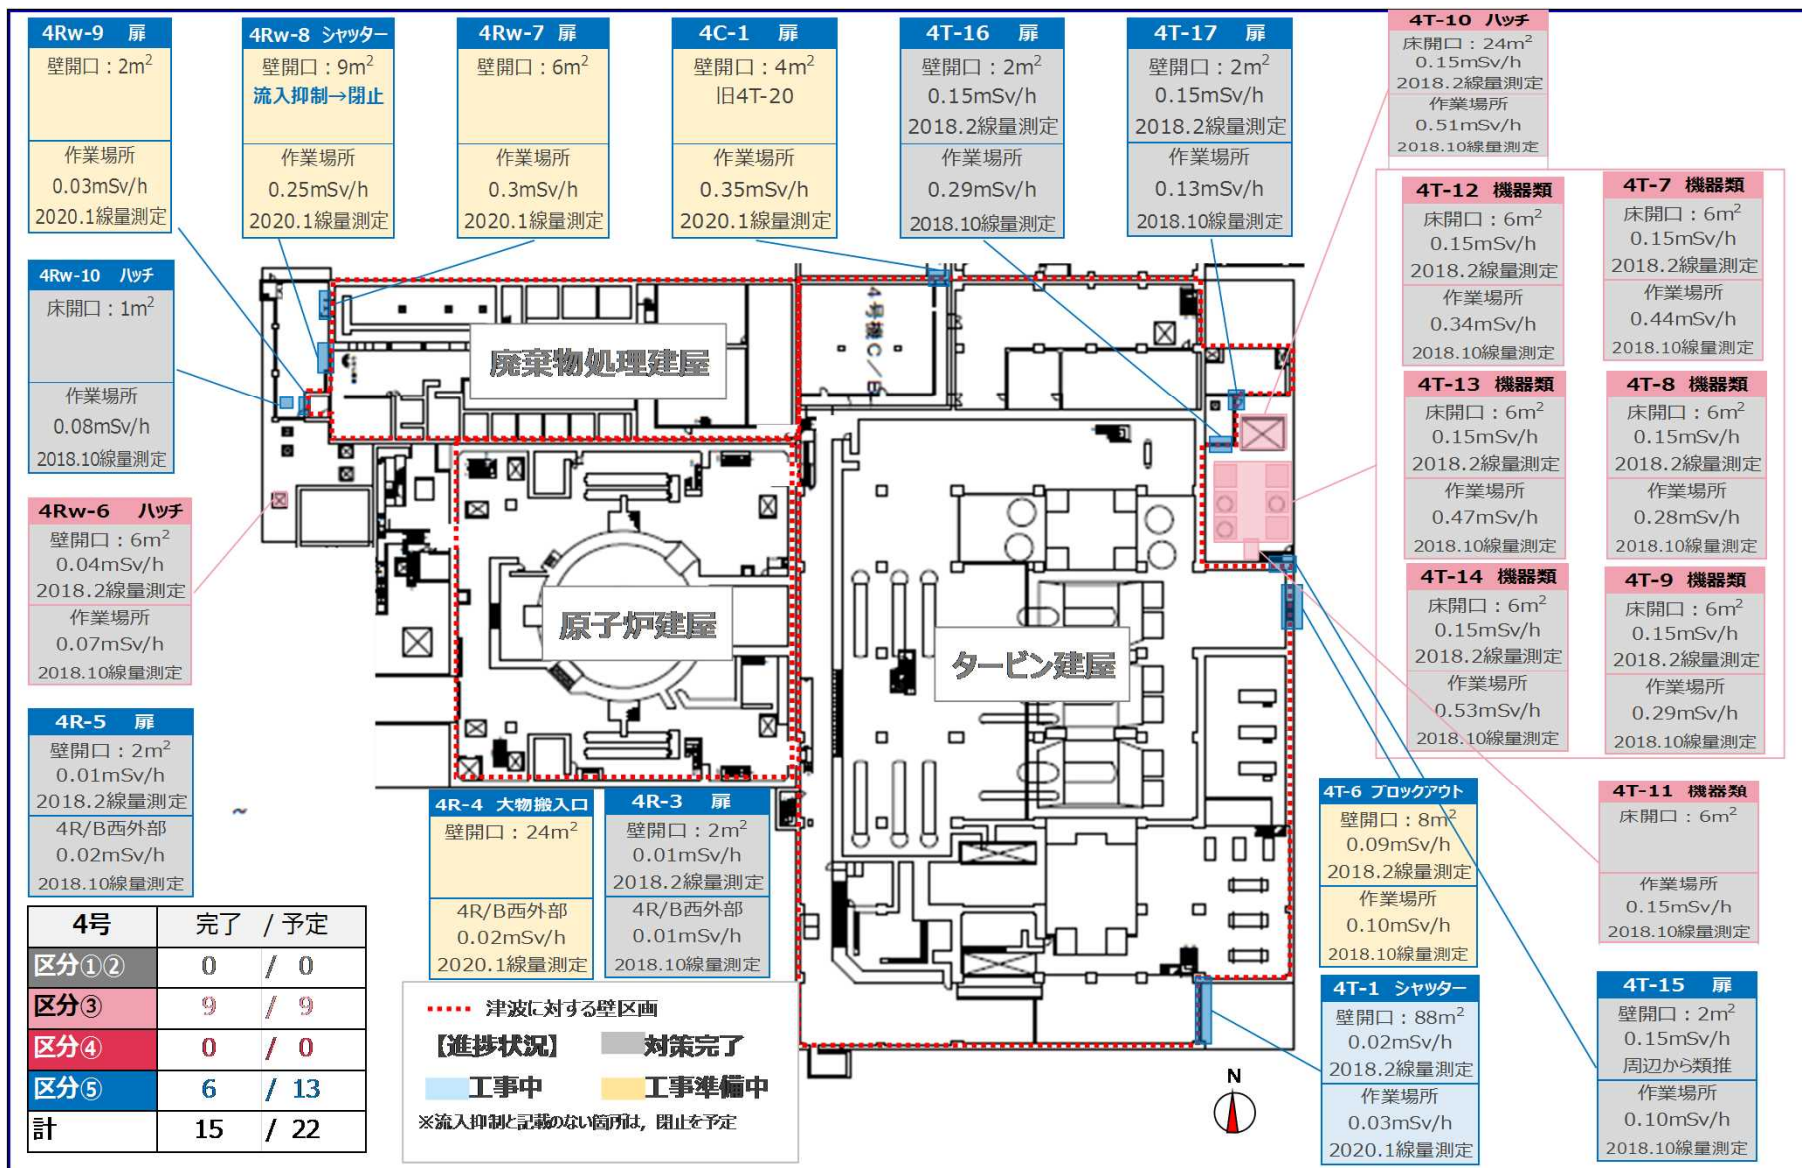 4Rw-9 扉
壁開口：2m²
作業場所
0.03mSv/h
2020.1線量測定
4Rw-8 シャッター
壁開口：9m²
流入抑制→閉止
作業場所
0.25mSv/h
2020.1線量測定
4Rw-7 扉
壁開口：6m²
作業場所
0.3mSv/h
2020.1線量測定
4C-1 扉
壁開口：4m²
旧4T-20
作業場所
0.35mSv/h
2020.1線量測定
4T-16 扉
壁開口：2m²
0.15mSv/h
2018.2線量測定
作業場所
0.29mSv/h
2018.10線量測定
4T-17 扉
壁開口：2m²
0.15mSv/h
2018.2線量測定
作業場所
0.13mSv/h
2018.10線量測定
4T-10 ハッチ
床開口：24m²
0.15mSv/h
2018.2線量測定
作業場所
0.51mSv/h
2018.10線量測定
4T-12 機器類
床開口：6m²
0.15mSv/h
2018.2線量測定
作業場所
0.34mSv/h
2018.10線量測定
4T-7 機器類
床開口：6m²
0.15mSv/h
2018.2線量測定
作業場所
0.44mSv/h
2018.10線量測定
4T-13 機器類
床開口：6m²
0.15mSv/h
2018.2線量測定
作業場所
0.47mSv/h
2018.10線量測定
4T-8 機器類
床開口：6m²
0.15mSv/h
2018.2線量測定
作業場所
0.28mSv/h
2018.10線量測定
4T-14 機器類
床開口：6m²
0.15mSv/h
2018.2線量測定
作業場所
0.53mSv/h
2018.10線量測定
4T-9 機器類
床開口：6m²
0.15mSv/h
2018.2線量測定
作業場所
0.29mSv/h
2018.10線量測定
4Rw-10 ハッチ
床開口：1m²
作業場所
0.08mSv/h
2018.10線量測定
4Rw-6 ハッチ
壁開口：6m²
0.04mSv/h
2018.2線量測定
作業場所
0.07mSv/h
2018.10線量測定
4R-5 扉
壁開口：2m²
0.01mSv/h
2018.2線量測定
4R/B西外部
0.02mSv/h
2018.10線量測定
~
廃棄物処理建屋
4号機C/B
原子炉建屋
タービン建屋
4R-4 大物搬入口
壁開口：24m²
4R/B西外部
0.02mSv/h
2020.1線量測定
4R-3 扉
壁開口：2m²
0.01mSv/h
2018.2線量測定
4R/B西外部
0.01mSv/h
2018.10線量測定
4T-6 ブロックアウト
壁開口：8m²
0.09mSv/h
2018.2線量測定
作業場所
0.10mSv/h
2018.10線量測定
4T-11 機器類
床開口：6m²
作業場所
0.15mSv/h
2018.10線量測定
4T-1 シャッター
壁開口：88m²
0.02mSv/h
2018.2線量測定
作業場所
0.03mSv/h
2020.1線量測定
4T-15 扉
壁開口：2m²
0.15mSv/h
周辺から類推
作業場所
0.10mSv/h
2018.10線量測定
4号 完了 / 予定
区分①② 0 / 0
区分③ 9 / 9
区分④ 0 / 0
区分⑤ 6 / 13
計 15 / 22
津波に対する壁区画
【進捗状況】 対策完了
工事中 工事準備中
※流入抑制と記載のない箇所は，閉止を予定
N